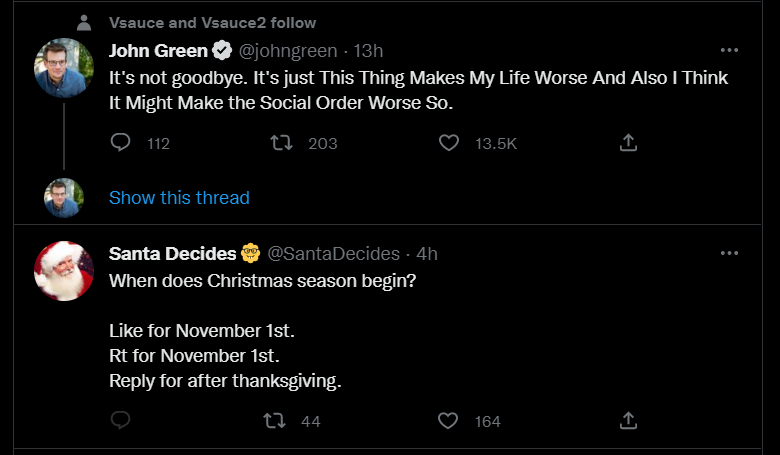 Vsauce and Vsauce2 follow
John Green @johngreen · 13h
It's not goodbye. It's just This Thing Makes My Life Worse And Also I Think
It Might Make the Social Order Worse So.
112 203 13.5K
Show this thread
Santa Decides @SantaDecides · 4h
When does Christmas season begin?
Like for November 1st.
Rt for November 1st.
Reply for after thanksgiving.
44 164